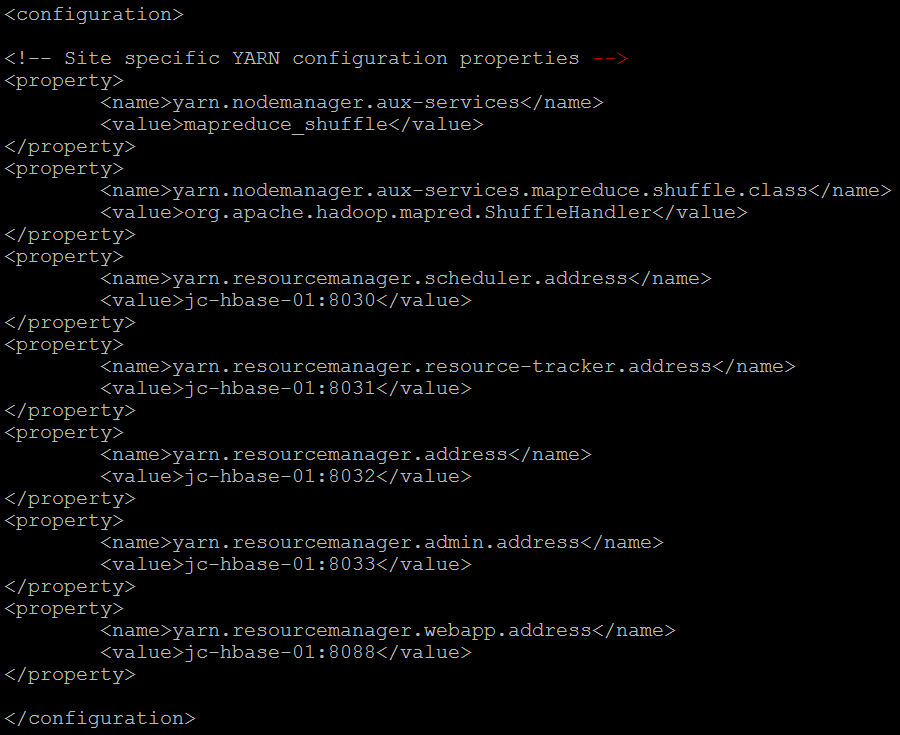 <configuration>

<!-- Site specific YARN configuration properties -->
<property>
        <name>yarn.nodemanager.aux-services</name>
        <value>mapreduce_shuffle</value>
</property>
<property>
        <name>yarn.nodemanager.aux-services.mapreduce.shuffle.class</name>
        <value>org.apache.hadoop.mapred.ShuffleHandler</value>
</property>
<property>
        <name>yarn.resourcemanager.scheduler.address</name>
        <value>jc-hbase-01:8030</value>
</property>
<property>
        <name>yarn.resourcemanager.resource-tracker.address</name>
        <value>jc-hbase-01:8031</value>
</property>
<property>
        <name>yarn.resourcemanager.address</name>
        <value>jc-hbase-01:8032</value>
</property>
<property>
        <name>yarn.resourcemanager.admin.address</name>
        <value>jc-hbase-01:8033</value>
</property>
<property>
        <name>yarn.resourcemanager.webapp.address</name>
        <value>jc-hbase-01:8088</value>
</property>

</configuration>